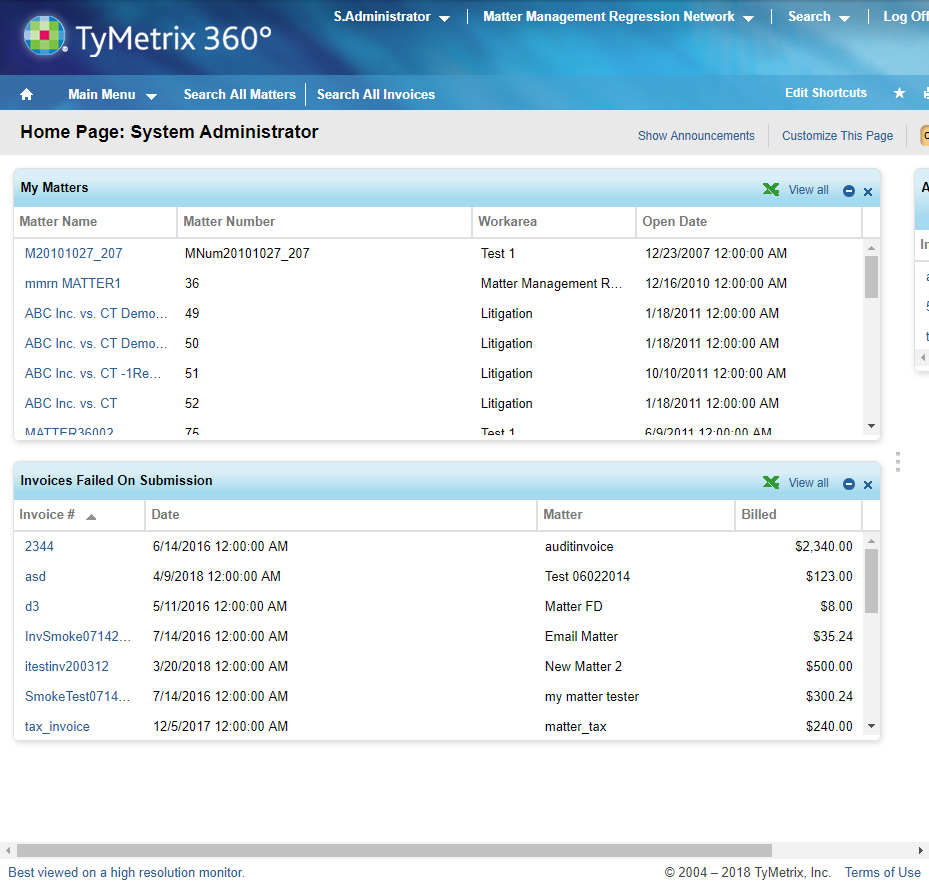 S.Administrator Matter Management Regression Network Search Log Off
TyMetrix 360°
Main Menu Search All Matters Search All Invoices Edit Shortcuts
Home Page: System Administrator Show Announcements Customize This Page
My Matters View all
Matter Name Matter Number Workarea Open Date
M20101027_207 MNum20101027_207 Test 1 12/23/2007 12:00:00 AM
mmrn MATTER1 36 Matter Management R... 12/16/2010 12:00:00 AM
ABC Inc. vs. CT Demo... 49 Litigation 1/18/2011 12:00:00 AM
ABC Inc. vs. CT Demo... 50 Litigation 1/18/2011 12:00:00 AM
ABC Inc. vs. CT -1Re... 51 Litigation 10/10/2011 12:00:00 AM
ABC Inc. vs. CT 52 Litigation 1/18/2011 12:00:00 AM
MATTER36002 75 Test 1 6/9/2011 12:00:00 AM
Invoices Failed On Submission View all
Invoice # Date Matter Billed
2344 6/14/2016 12:00:00 AM auditinvoice $2,340.00
asd 4/9/2018 12:00:00 AM Test 06022014 $123.00
d3 5/11/2016 12:00:00 AM Matter FD $8.00
InvSmoke07142... 7/14/2016 12:00:00 AM Email Matter $35.24
itestinv200312 3/20/2018 12:00:00 AM New Matter 2 $500.00
SmokeTest0714... 7/14/2016 12:00:00 AM my matter tester $300.24
tax_invoice 12/5/2017 12:00:00 AM matter_tax $240.00
Best viewed on a high resolution monitor. © 2004 – 2018 TyMetrix, Inc. Terms of Use